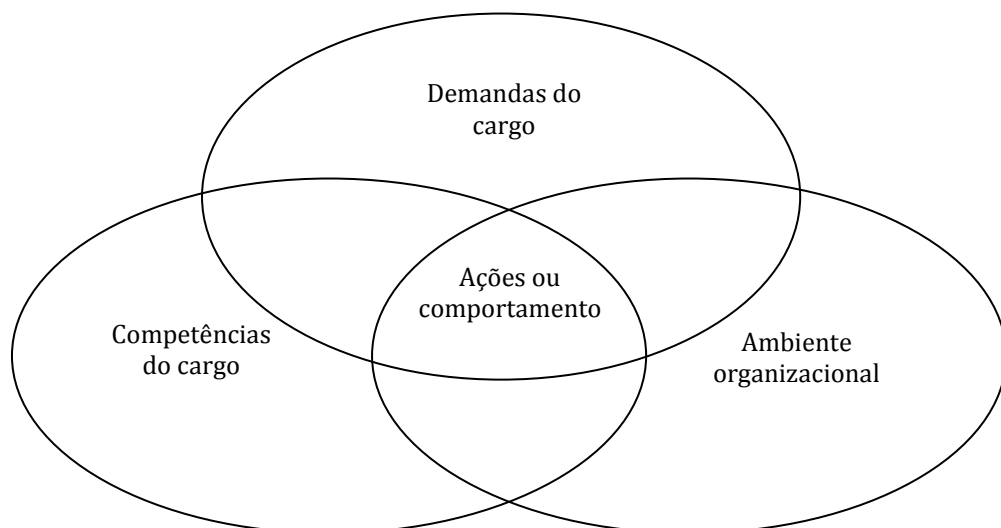 Demandas do
cargo
Ações ou
comportamento
Competências
do cargo
Ambiente
organizacional